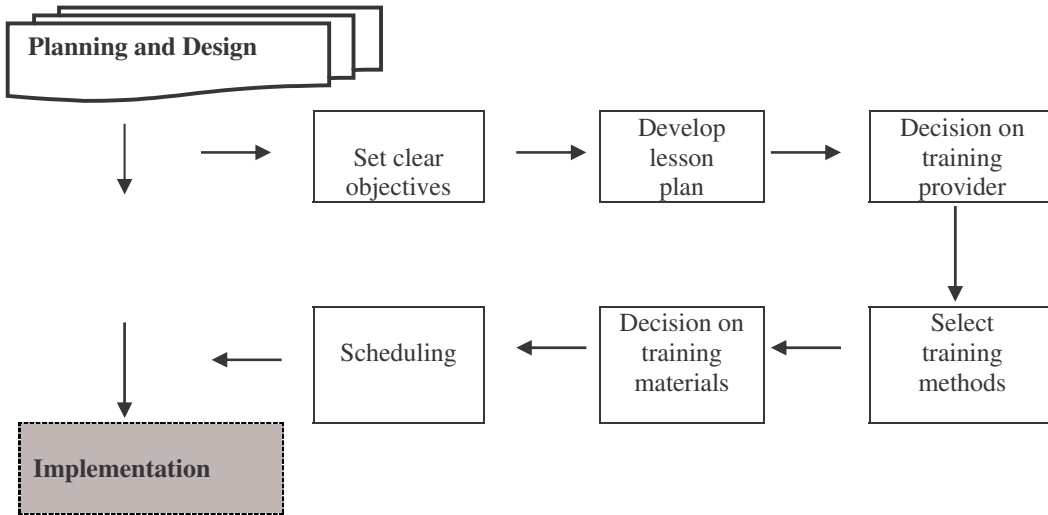 Planning and Design
Set clear
objectives
Develop
lesson
plan
Decision on
training
provider
Select
training
methods
Decision on
training
materials
Scheduling
Implementation